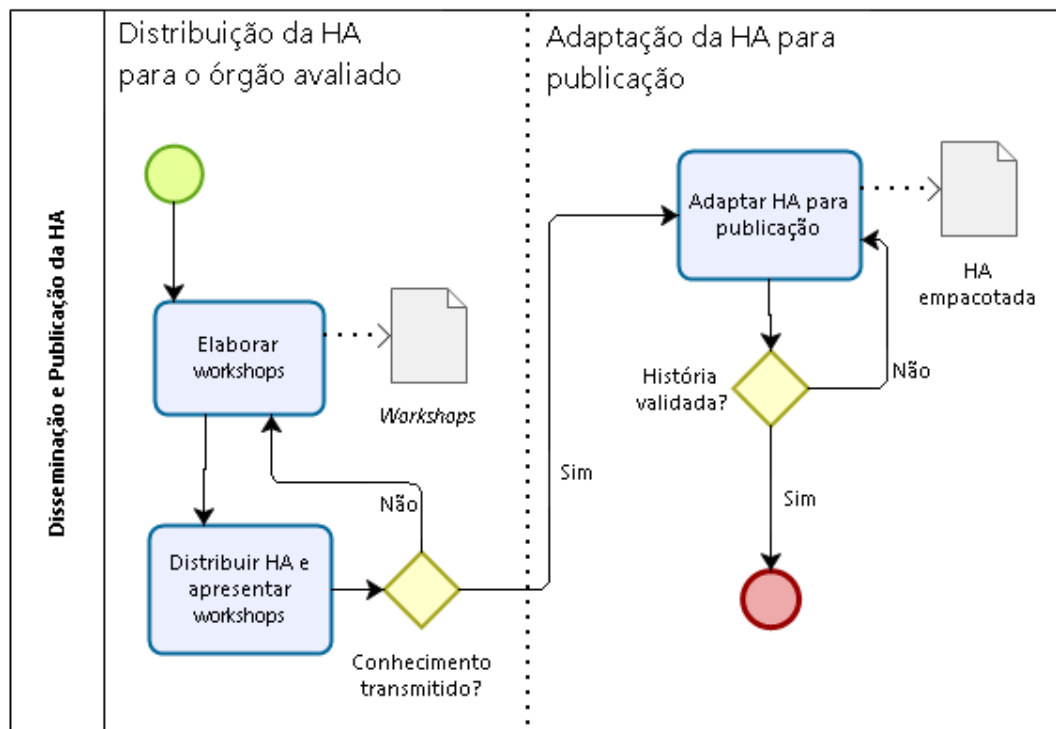 Disseminação e Publicação da HA
Distribuição da HA
para o órgão avaliado
Elaborar
workshops
Workshops
Não
Distribuir HA e
apresentar
workshops
Conhecimento
transmitido?
Sim
Adaptação da HA para
publicação
Adaptar HA para
publicação
HA
empacotada
História
validada?
Não
Sim